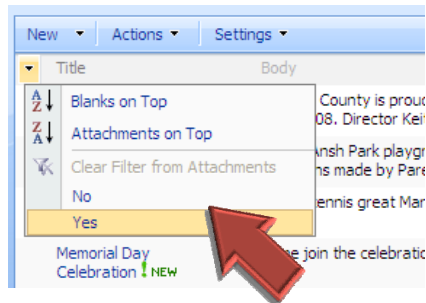 New Actions Settings
Title Body
Blanks on Top
County is proud
08. Director Keit
Attachments on Top
Ansh Park playgr
Clear Filter from Attachments
ns made by Pare
No
ennis great Mar
Yes
Memorial Day
join the celebratio
Celebration ! NEW